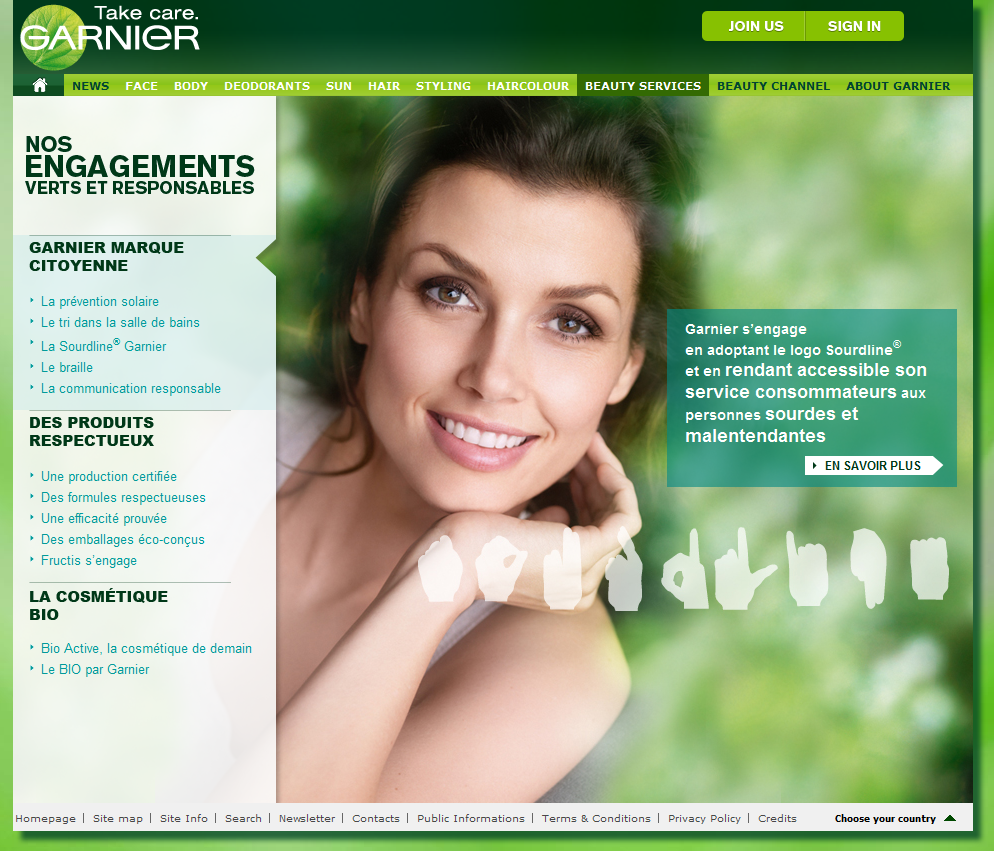 Take care.
GARNIER
JOIN US SIGN IN
NEWS FACE BODY DEODORANTS SUN HAIR STYLING HAIRCOLOUR BEAUTY SERVICES BEAUTY CHANNEL ABOUT GARNIER
NOS
ENGAGEMENTS
VERTS ET RESPONSABLES
GARNIER MARQUE
CITOYENNE
La prévention solaire
Le tri dans la salle de bains
La Sourdline® Garnier
Le braille
La communication responsable
DES PRODUITS
RESPECTUEUX
Une production certifiée
Des formules respectueuses
Une efficacité prouvée
Des emballages éco-conçus
Fructis s'engage
LA COSMÉTIQUE
BIO
Bio Active, la cosmétique de demain
Le BIO par Garnier
Garnier s'engage
en adoptant le logo Sourdline®
et en rendant accessible son
service consommateurs aux
personnes sourdes et
malentendantes
EN SAVOIR PLUS
Homepage | Site map | Site Info | Search | Newsletter | Contacts | Public Informations | Terms & Conditions | Privacy Policy | Credits Choose your country